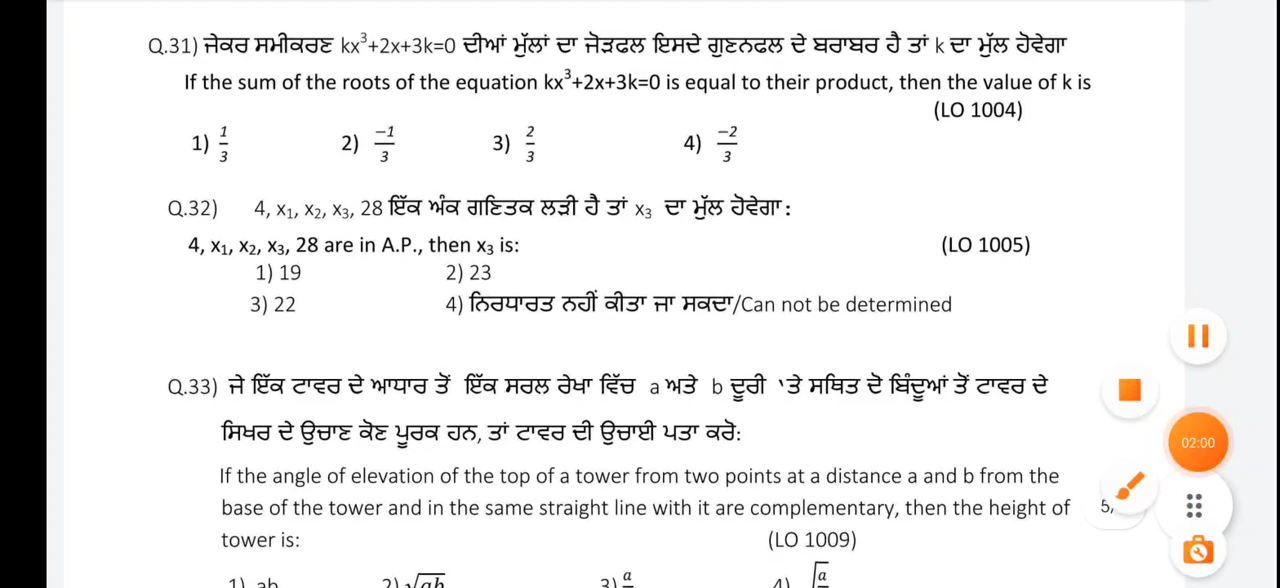 Q.31) ਜੇਕਰ ਸਮੀਕਰਣ kx³+2x+3k=0 ਦੀਆਂ ਮੁੱਲਾਂ ਦਾ ਜੋੜਫਲ ਇਸਦੇ ਗੁਣਨਫਲ ਦੇ ਬਰਾਬਰ ਹੈ ਤਾਂ k ਦਾ ਮੁੱਲ ਹੋਵੇਗਾ
If the sum of the roots of the equation kx³+2x+3k=0 is equal to their product, then the value of k is
(LO 1004)
1) 1/3 2) -1/3 3) 2/3 4) -2/3
Q.32) 4, x₁, x₂, x₃, 28 ਇੱਕ ਅੰਕ ਗਣਿਤਕ ਲੜੀ ਹੈ ਤਾਂ x₃ ਦਾ ਮੁੱਲ ਹੋਵੇਗਾ:
4, x₁, x₂, x₃, 28 are in A.P., then x₃ is: (LO 1005)
1) 19 2) 23
3) 22 4) ਨਿਰਧਾਰਤ ਨਹੀਂ ਕੀਤਾ ਜਾ ਸਕਦਾ/Can not be determined
Q.33) ਜੇ ਇੱਕ ਟਾਵਰ ਦੇ ਆਧਾਰ ਤੋਂ ਇੱਕ ਸਰਲ ਰੇਖਾ ਵਿੱਚ a ਅਤੇ b ਦੂਰੀ 'ਤੇ ਸਥਿਤ ਦੋ ਬਿੰਦੂਆਂ ਤੋਂ ਟਾਵਰ ਦੇ
ਸਿਖਰ ਦੇ ਉਚਾਣ ਕੋਣ ਪੂਰਕ ਹਨ, ਤਾਂ ਟਾਵਰ ਦੀ ਉਚਾਈ ਪਤਾ ਕਰੋ:
02:00
If the angle of elevation of the top of a tower from two points at a distance a and b from the
base of the tower and in the same straight line with it are complementary, then the height of
5/
tower is: (LO 1009)
1) ab 2) √ab 3) a 4) √a